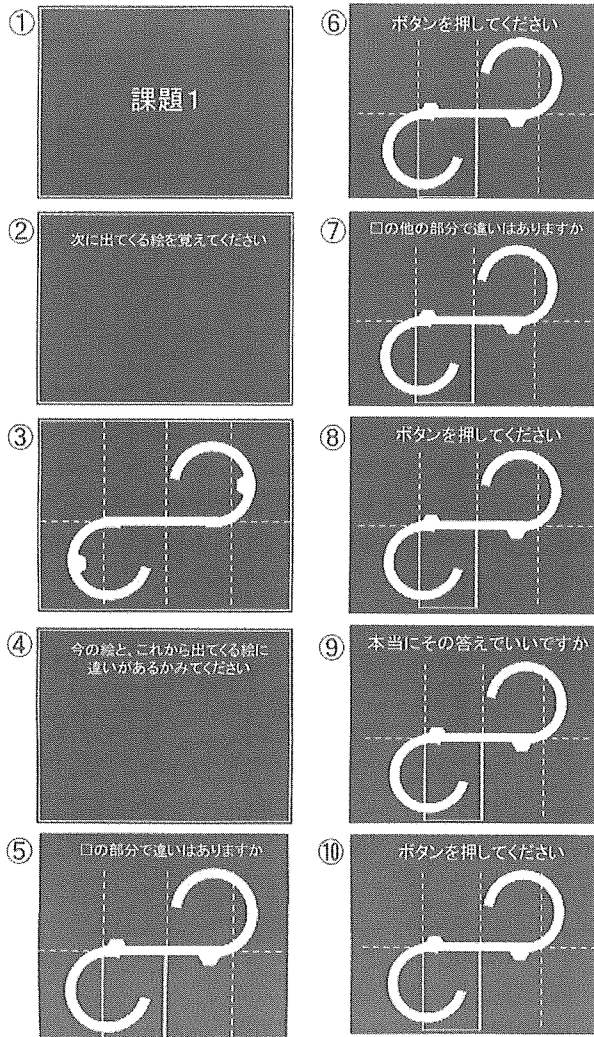 ①
課題1
②
次に出てくる絵を覚えてください
③
④
今の絵と、これから出てくる絵に
違いがあるかみてください
⑤
□の部分で違いはありますか
⑥
ボタンを押してください
⑦
□の他の部分で違いはありますか
⑧
ボタンを押してください
⑨
本当にその答えでいいですか
⑩
ボタンを押してください